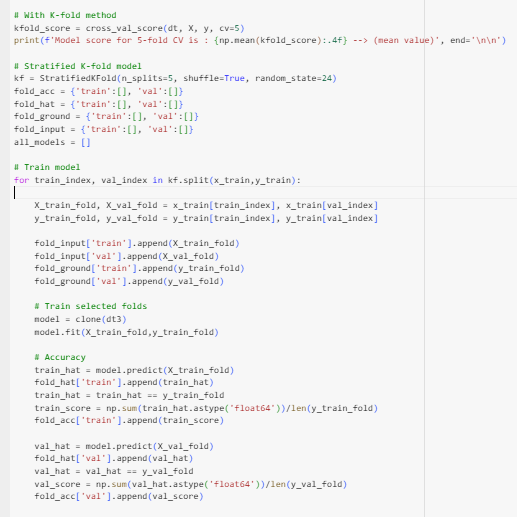 # With K-fold method
kfold_score = cross_val_score(dt, X, y, cv=5)
print(f'Model score for 5-fold CV is : {np.mean(kfold_score):.4f} --> (mean value)', end='\n\n')
# Stratified K-fold model
kf = StratifiedKFold(n_splits=5, shuffle=True, random_state=24)
fold_acc = {'train':[], 'val':[]}
fold_hat = {'train':[], 'val':[]}
fold_ground = {'train':[], 'val':[]}
fold_input = {'train':[], 'val':[]}
all_models = []
# Train model
for train_index, val_index in kf.split(x_train,y_train):
X_train_fold, X_val_fold = x_train[train_index], x_train[val_index]
y_train_fold, y_val_fold = y_train[train_index], y_train[val_index]
fold_input['train'].append(X_train_fold)
fold_input['val'].append(X_val_fold)
fold_ground['train'].append(y_train_fold)
fold_ground['val'].append(y_val_fold)
# Train selected folds
model = clone(dt3)
model.fit(X_train_fold,y_train_fold)
# Accuracy
train_hat = model.predict(X_train_fold)
fold_hat['train'].append(train_hat)
train_hat = train_hat == y_train_fold
train_score = np.sum(train_hat.astype('float64'))/len(y_train_fold)
fold_acc['train'].append(train_score)
val_hat = model.predict(X_val_fold)
fold_hat['val'].append(val_hat)
val_hat = val_hat == y_val_fold
val_score = np.sum(val_hat.astype('float64'))/len(y_val_fold)
fold_acc['val'].append(val_score)